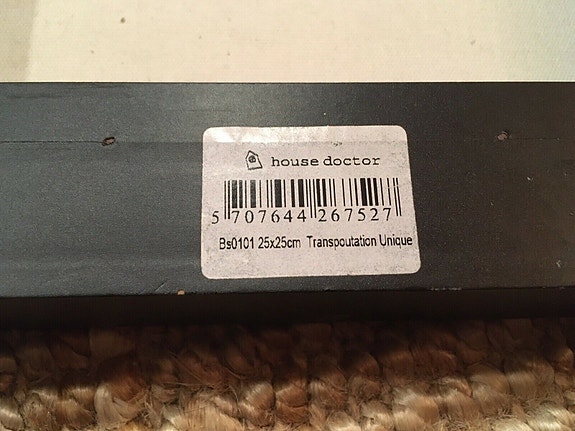 house doctor
5 707644 267527
Bs0101 25x25cm Transpoutation Unique